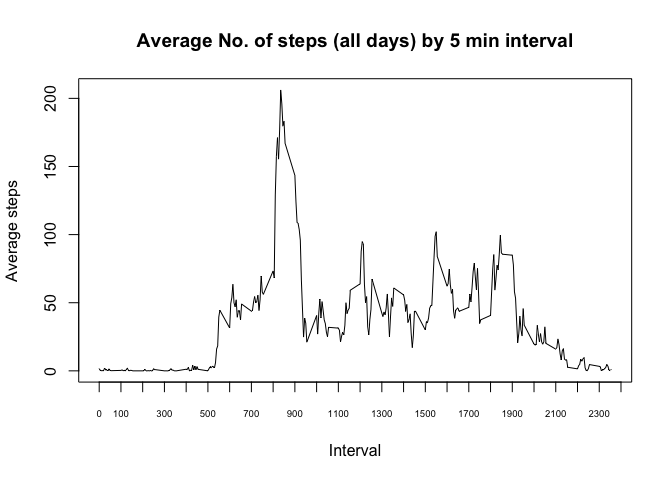 Average No. of steps (all days) by 5 min interval
Average steps
200
150
100
50
0
0 100 300 500 700 900 1100 1300 1500 1700 1900 2100 2300
Interval